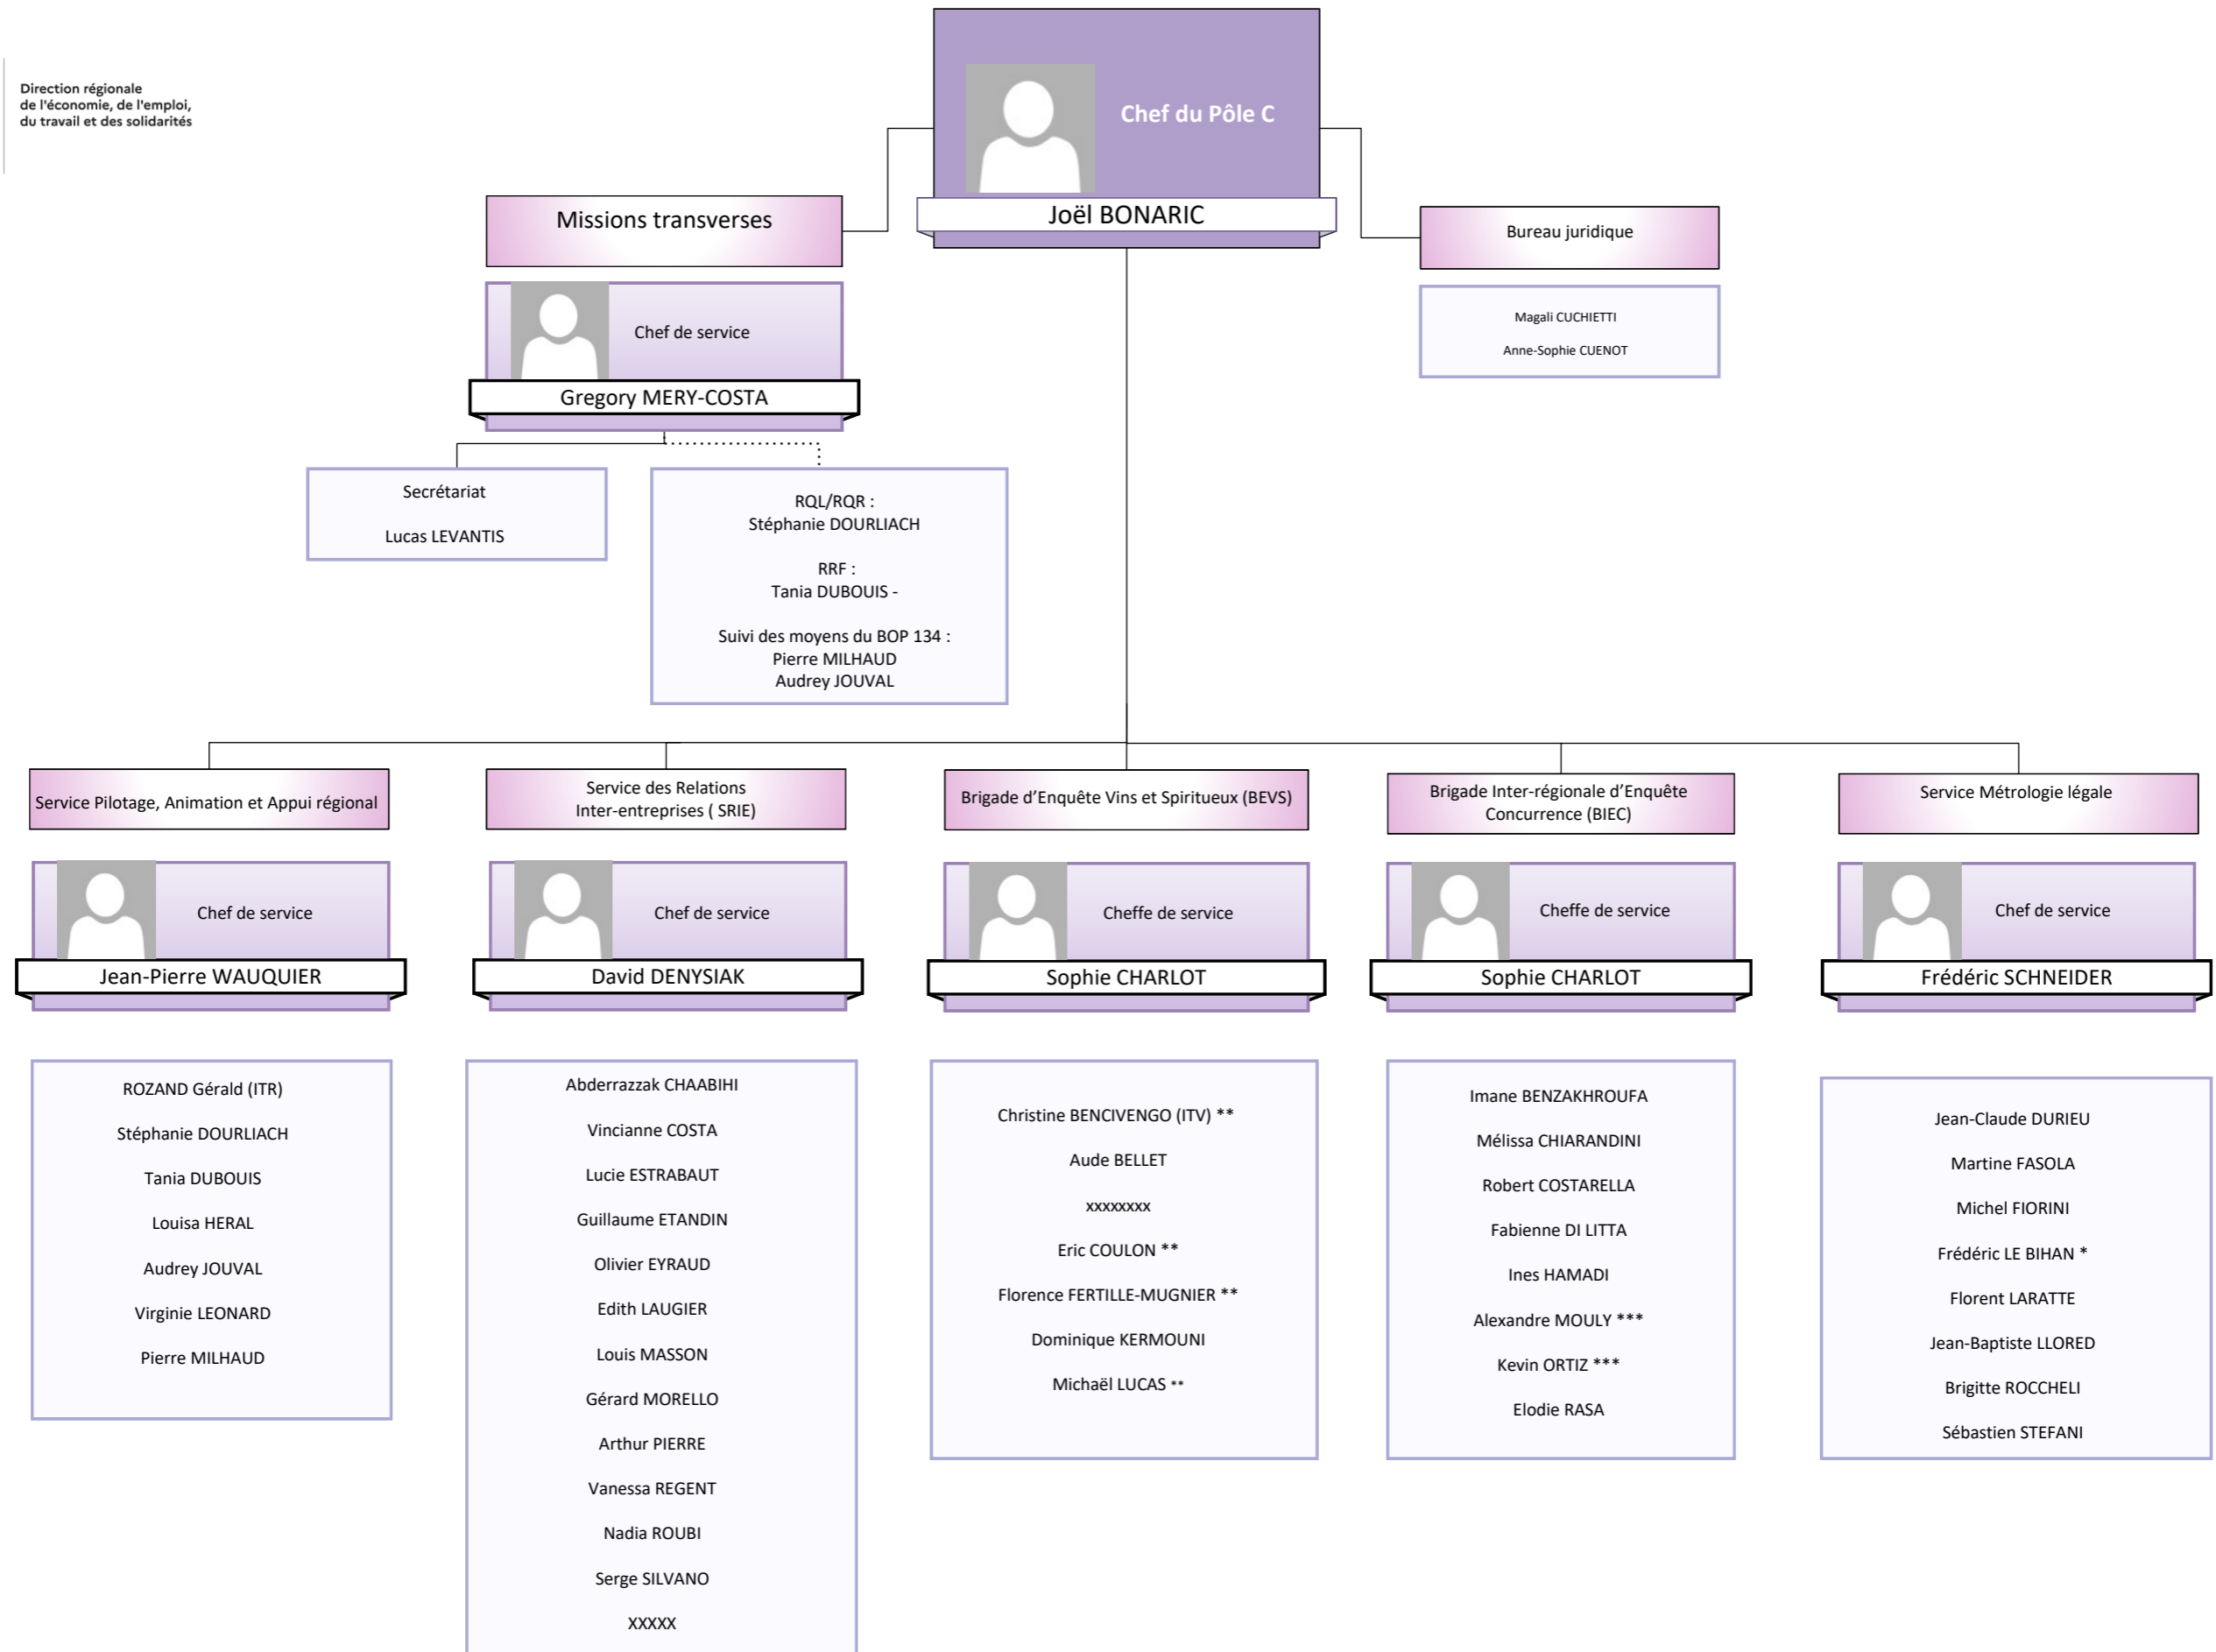 Direction régionale
de l'économie, de l'emploi,
du travail et des solidarités
Chef du Pôle C
Joël BONARIC
Missions transverses
Chef de service
Gregory MERY-COSTA
Bureau juridique
Magali CUCHIETTI
Anne-Sophie CUENOT
Secrétariat
Lucas LEVANTIS
RQL/RQR :
Stéphanie DOURLIACH
RRF :
Tania DUBOUIS -
Suivi des moyens du BOP 134 :
Pierre MILHAUD
Audrey JOUVAL
Service Pilotage, Animation et Appui régional
Chef de service
Jean-Pierre WAUQUIER
ROZAND Gérald (ITR)
Stéphanie DOURLIACH
Tania DUBOUIS
Louisa HERAL
Audrey JOUVAL
Virginie LEONARD
Pierre MILHAUD
Service des Relations
Inter-entreprises ( SRIE)
Chef de service
David DENYSIAK
Abderrazzak CHAABIHI
Vincianne COSTA
Lucie ESTRABAUT
Guillaume ETANDIN
Olivier EYRAUD
Edith LAUGIER
Louis MASSON
Gérard MORELLO
Arthur PIERRE
Vanessa REGENT
Nadia ROUBI
Serge SILVANO
XXXXX
Brigade d’Enquête Vins et Spiritueux (BEVS)
Cheffe de service
Sophie CHARLOT
Christine BENCIVENGO (ITV) **
Aude BELLET
xxxxxxxx
Eric COULON **
Florence FERTILLE-MUGNIER **
Dominique KERMOUNI
Michaël LUCAS **
Brigade Inter-régionale d’Enquête
Concurrence (BIEC)
Cheffe de service
Sophie CHARLOT
Imane BENZAKHROUFA
Mélissa CHIARANDINI
Robert COSTARELLA
Fabienne DI LITTA
Ines HAMADI
Alexandre MOULY ***
Kevin ORTIZ ***
Elodie RASA
Service Métrologie légale
Chef de service
Frédéric SCHNEIDER
Jean-Claude DURIEU
Martine FASOLA
Michel FIORINI
Frédéric LE BIHAN *
Florent LARATTE
Jean-Baptiste LLORED
Brigitte ROCCHELI
Sébastien STEFANI